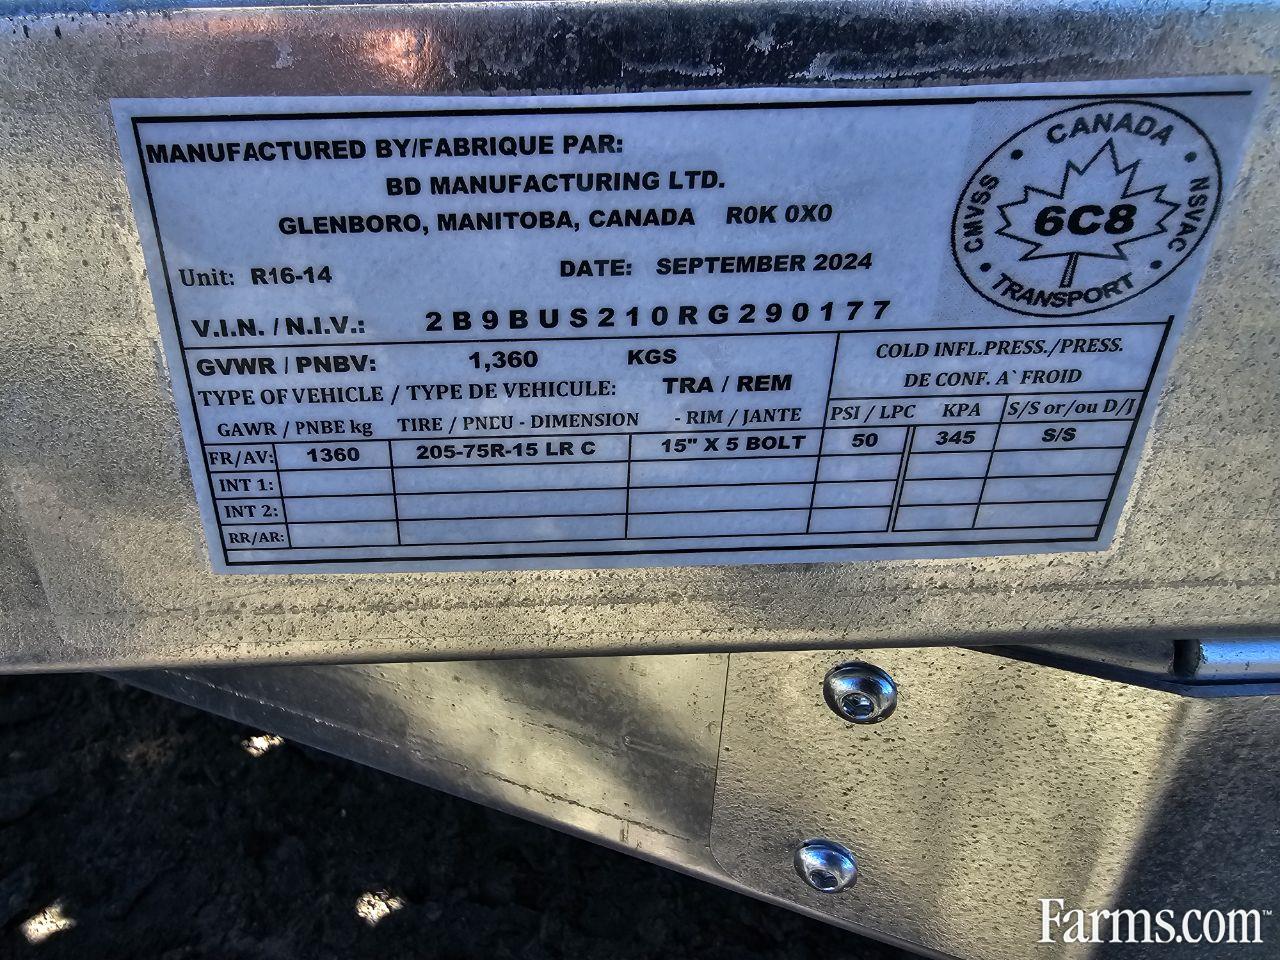 MANUFACTURED BY/FABRIQUE PAR:
BD MANUFACTURING LTD.
GLENBORO, MANITOBA, CANADA R0K 0X0
CANADA
CMVSS
NSVAC
6C8
TRANSPORT
Unit: R16-14 DATE: SEPTEMBER 2024
V.I.N. / N.I.V.: 2B9BUS210RG290177
GVWR / PNBV: 1,360 KGS
TYPE OF VEHICLE / TYPE DE VEHICULE: TRA / REM
COLD INFL.PRESS./PRESS.
DE CONF. A` FROID
GAWR / PNBE kg TIRE / PNEU - DIMENSION - RIM / JANTE PSI / LPC KPA S/S or/ou D/J
FR/AV: 1360 205-75R-15 LR C 15" X 5 BOLT 50 345 S/S
INT 1:
INT 2:
RR/AR:
Farms.com™